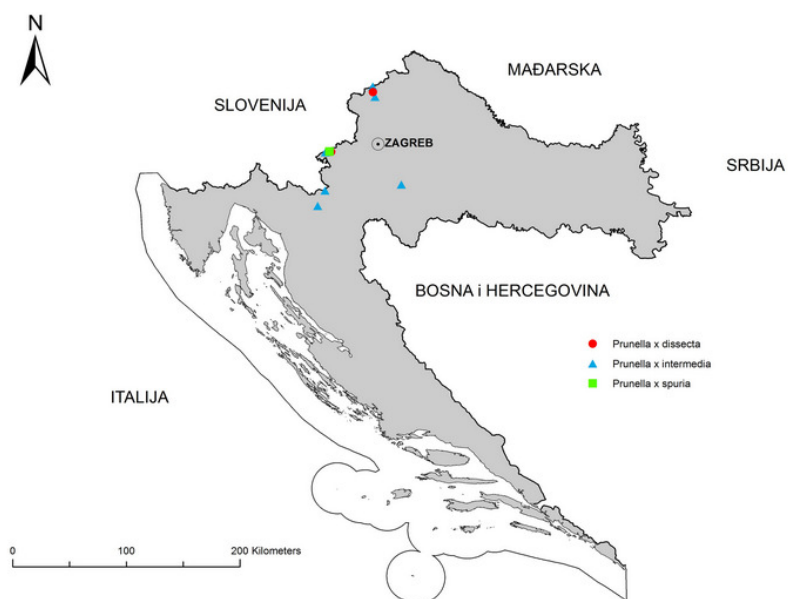 N
MAĐARSKA
SLOVENIJA
ZAGREB
SRBIJA
BOSNA i HERCEGOVINA
Prunella x dissecta
Prunella x intermedia
Prunella x spuria
ITALIJA
0 100 200 Kilometers